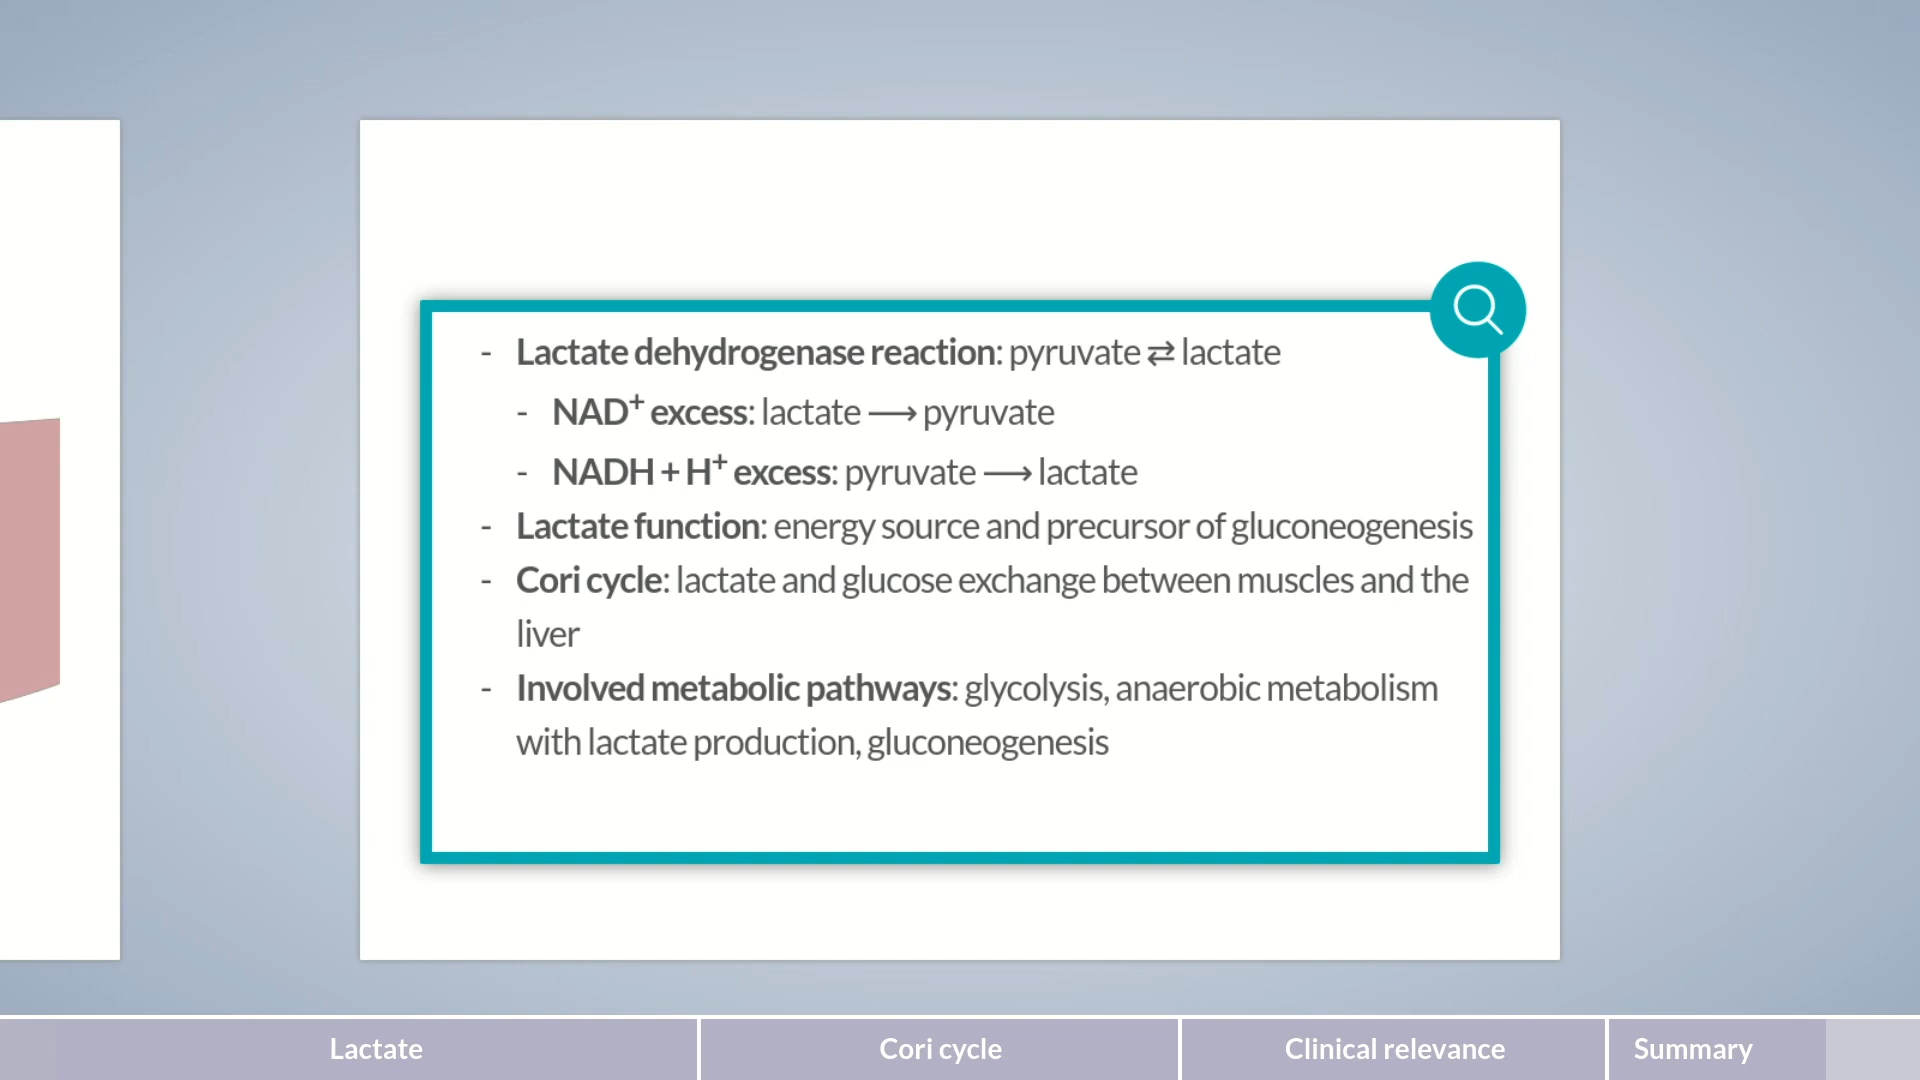 - Lactate dehydrogenase reaction: pyruvate ⇄ lactate
- NAD⁺ excess: lactate ⟶ pyruvate
- NADH + H⁺ excess: pyruvate ⟶ lactate
- Lactate function: energy source and precursor of gluconeogenesis
- Cori cycle: lactate and glucose exchange between muscles and the
liver
- Involved metabolic pathways: glycolysis, anaerobic metabolism
with lactate production, gluconeogenesis
Lactate Cori cycle Clinical relevance Summary